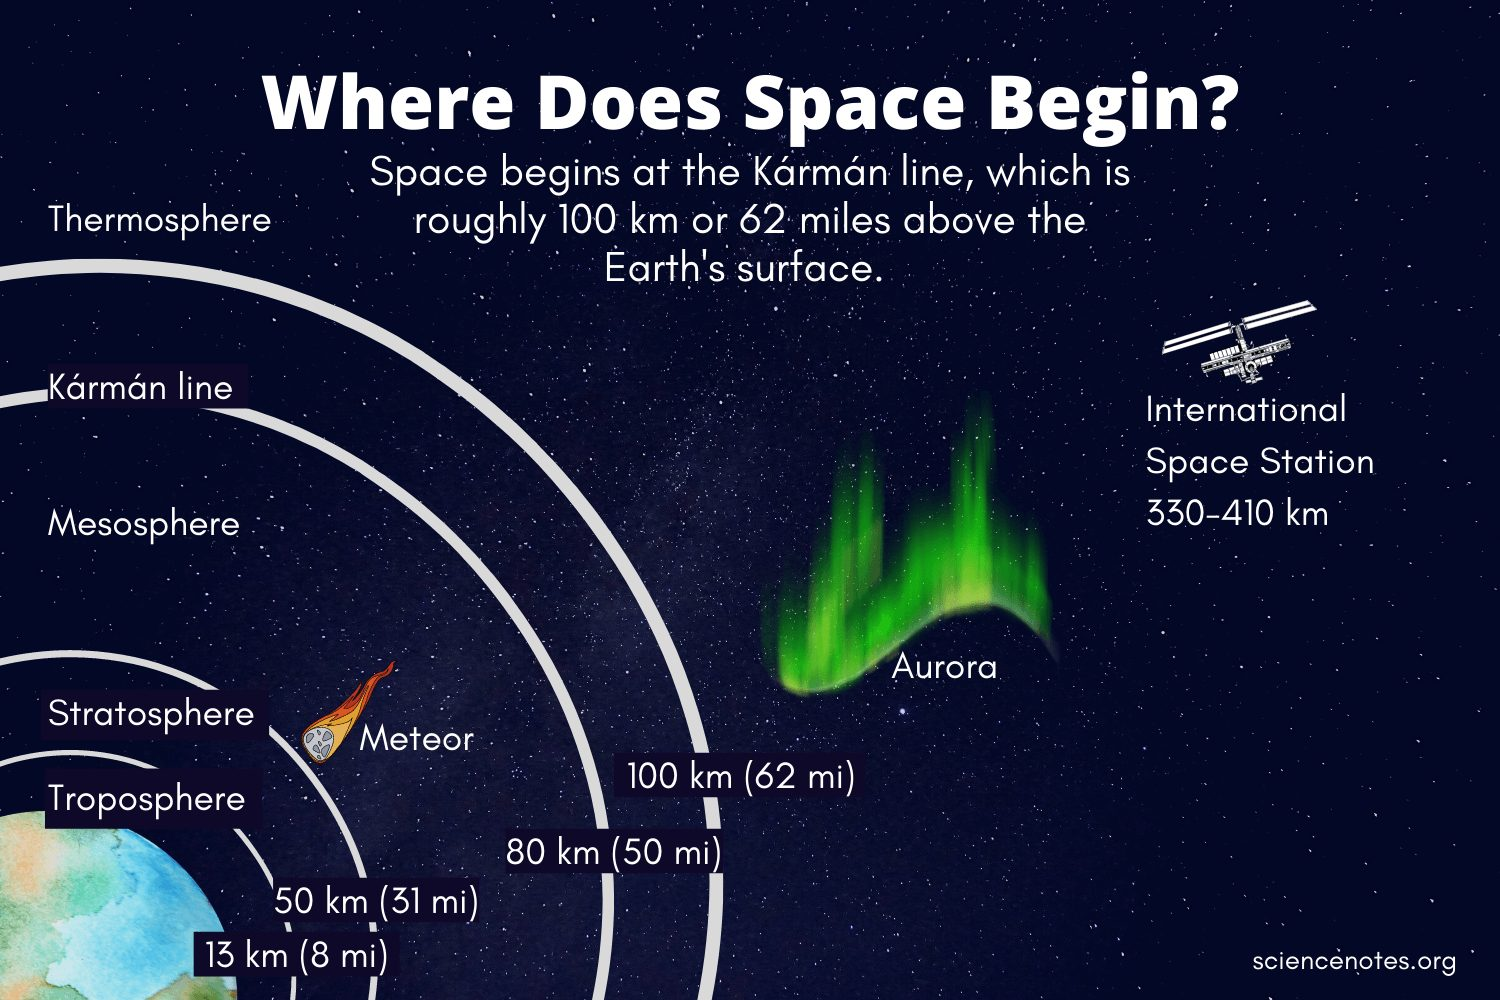 Where Does Space Begin?
Space begins at the Kármán line, which is
roughly 100 km or 62 miles above the
Earth's surface.
Thermosphere
Kármán line
International
Space Station
330-410 km
Mesosphere
Aurora
Stratosphere
Meteor
100 km (62 mi)
Troposphere
80 km (50 mi)
50 km (31 mi)
13 km (8 mi)
sciencenotes.org